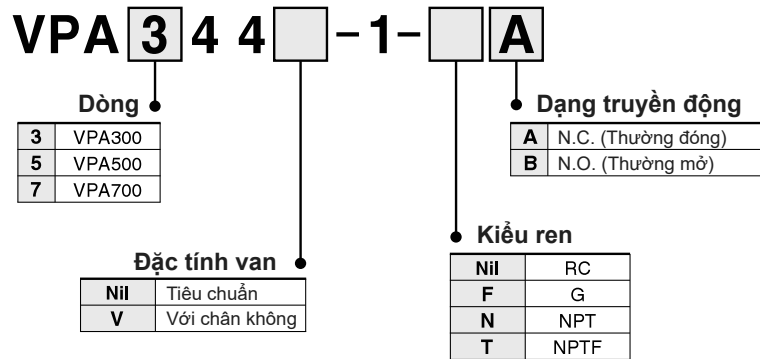 VPA 3 4 4 -1- A
Dòng
3 VPA300
5 VPA500
7 VPA700
Dạng truyền động
A N.C. (Thường đóng)
B N.O. (Thường mở)
Đặc tính van
Nil Tiêu chuẩn
V Với chân không
Kiểu ren
Nil RC
F G
N NPT
T NPTF